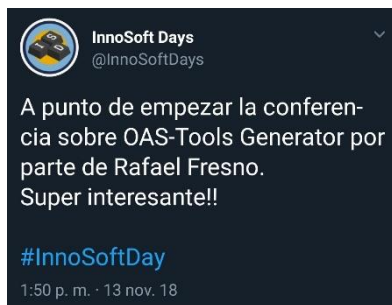 InnoSoft Days
@InnoSoftDays
A punto de empezar la conferen-
cia sobre OAS-Tools Generator por
parte de Rafael Fresno.
Super interesante!!
#InnoSoftDay
1:50 p. m. · 13 nov. 18